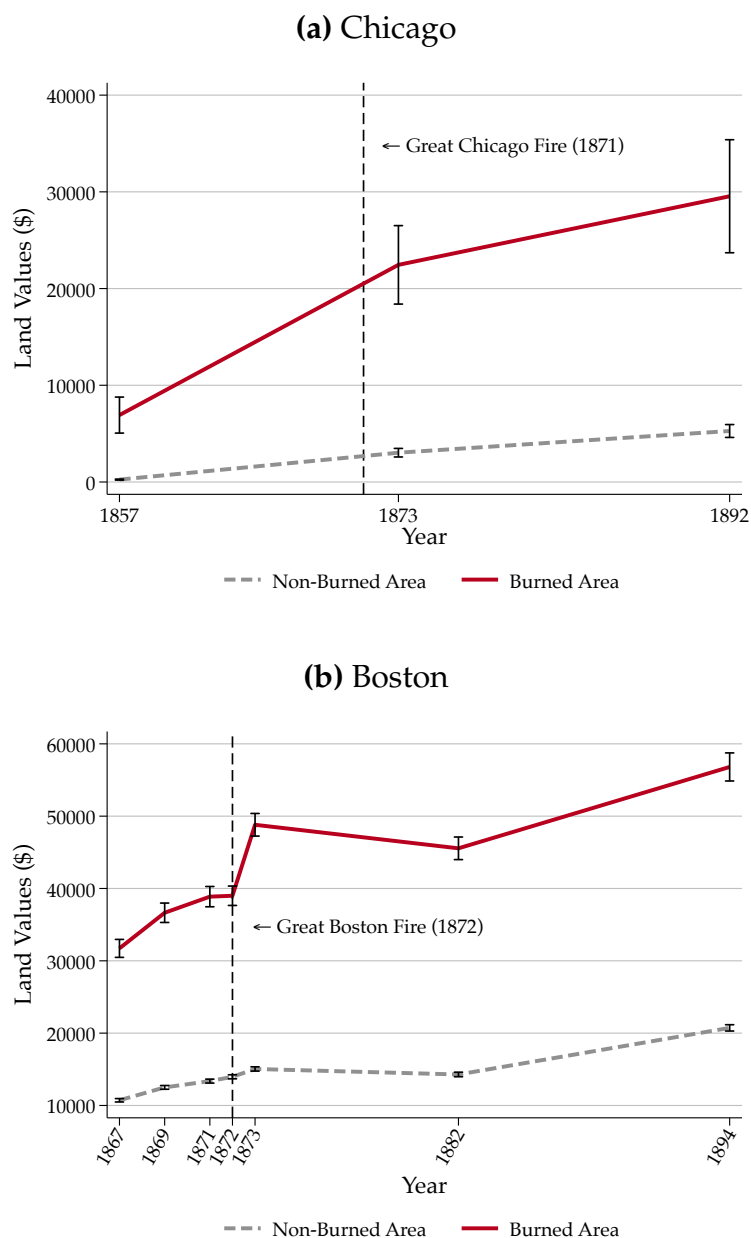 (a) Chicago
40000
← Great Chicago Fire (1871)
30000
Land Values ($)
20000
10000
0
1857 1873 1892
Year
Non-Burned Area Burned Area
(b) Boston
60000
50000
40000
← Great Boston Fire (1872)
Land Values ($)
30000
20000
10000
1867 1869 1871 1872 1873 1882 1894
Year
Non-Burned Area Burned Area